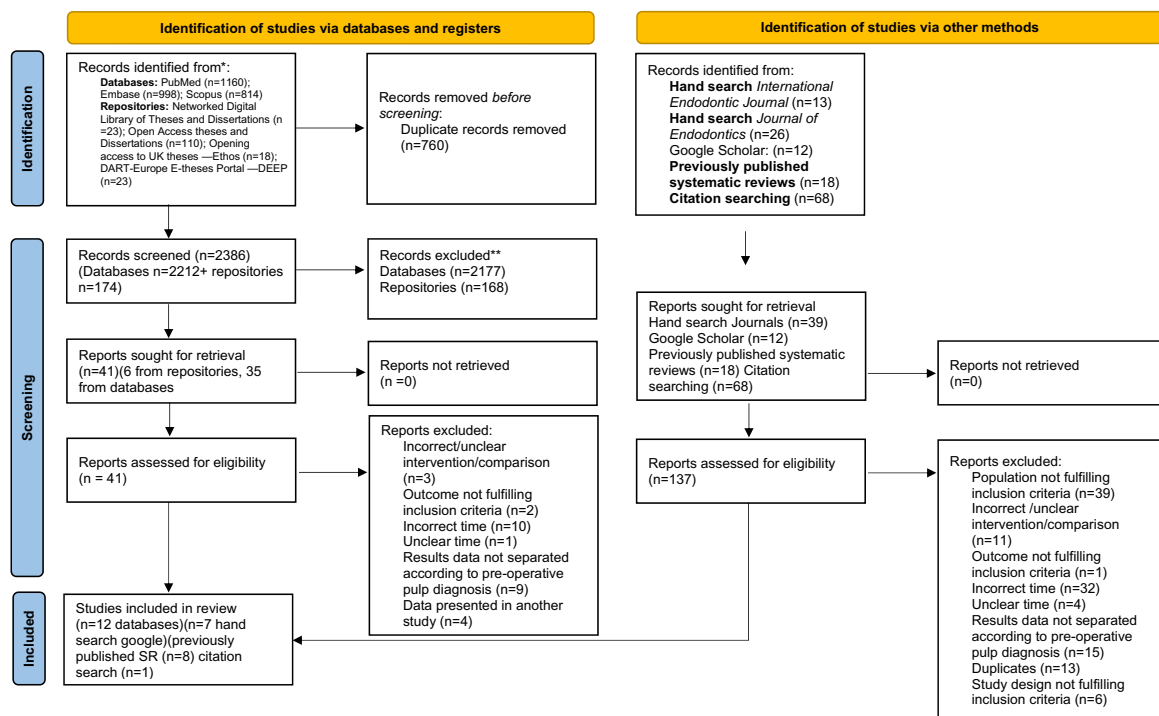 Identification of studies via databases and registers
Identification of studies via other methods
Identification
Records identified from*:
Databases: PubMed (n=1160);
Embase (n=998); Scopus (n=814)
Repositories: Networked Digital
Library of Theses and Dissertations (n
=23); Open Access theses and
Dissertations (n=110); Opening
access to UK theses —Ethos (n=18);
DART-Europe E-theses Portal —DEEP
(n=23)
Records removed before
screening:
Duplicate records removed
(n=760)
Records identified from:
Hand search International
Endodontic Journal (n=13)
Hand search Journal of
Endodontics (n=26)
Google Scholar: (n=12)
Previously published
systematic reviews (n=18)
Citation searching (n=68)
Screening
Records screened (n=2386)
(Databases n=2212+ repositories
n=174)
Records excluded**
Databases (n=2177)
Repositories (n=168)
Reports sought for retrieval
(n=41)(6 from repositories, 35
from databases
Reports not retrieved
(n =0)
Reports sought for retrieval
Hand search Journals (n=39)
Google Scholar (n=12)
Previously published systematic
reviews (n=18) Citation
searching (n=68)
Reports not retrieved
(n=0)
Reports assessed for eligibility
(n = 41)
Reports excluded:
Incorrect/unclear
intervention/comparison
(n=3)
Outcome not fulfilling
inclusion criteria (n=2)
Incorrect time (n=10)
Unclear time (n=1)
Results data not separated
according to pre-operative
pulp diagnosis (n=9)
Data presented in another
study (n=4)
Reports assessed for eligibility
(n=137)
Reports excluded:
Population not fulfilling
inclusion criteria (n=39)
Incorrect /unclear
intervention/comparison
(n=11)
Outcome not fulfilling
inclusion criteria (n=1)
Incorrect time (n=32)
Unclear time (n=4)
Results data not separated
according to pre-operative
pulp diagnosis (n=15)
Duplicates (n=13)
Study design not fulfilling
inclusion criteria (n=6)
Included
Studies included in review
(n=12 databases)(n=7 hand
search google)(previously
published SR (n=8) citation
search (n=1)